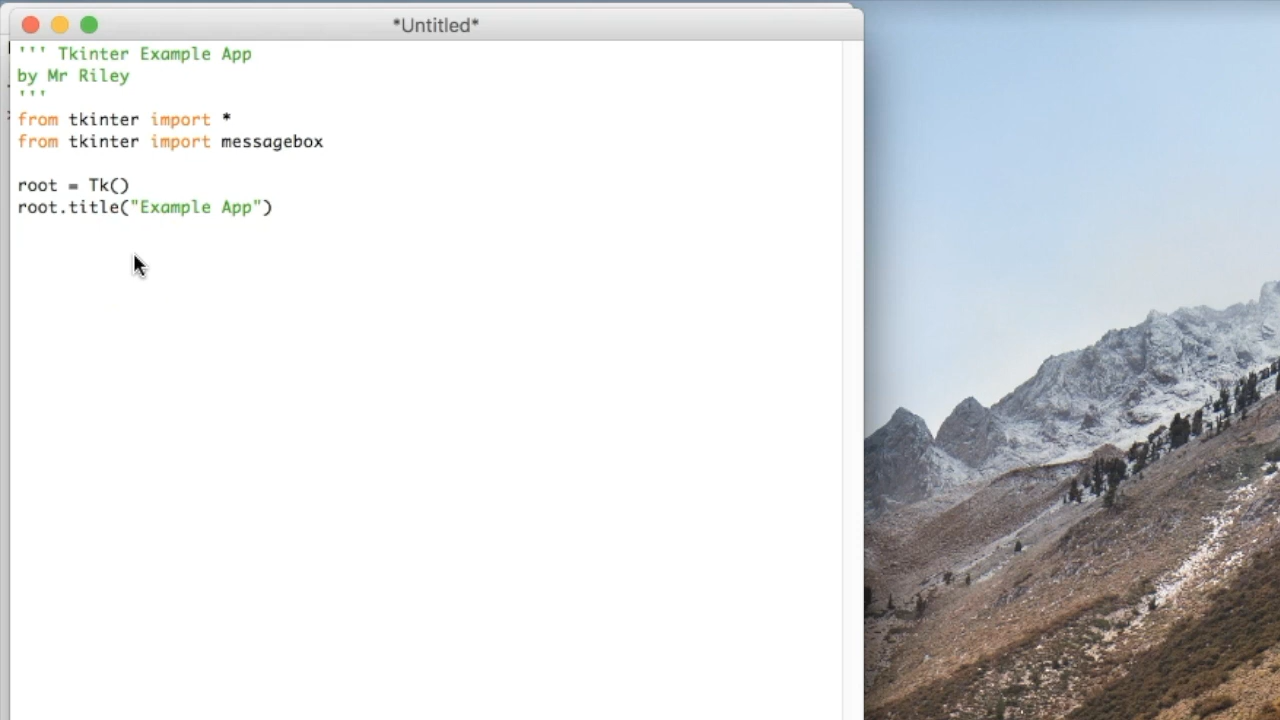 *Untitled*
''' Tkinter Example App
by Mr Riley
'''
from tkinter import *
from tkinter import messagebox
root = Tk()
root.title("Example App")